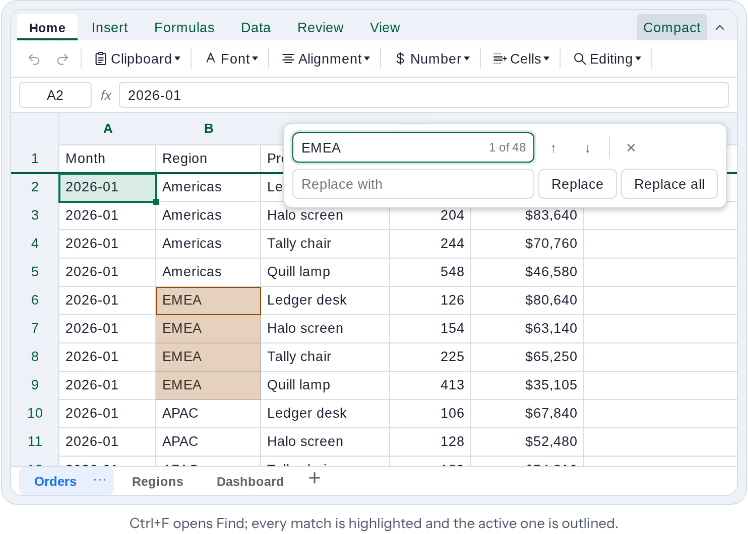 Home Insert Formulas Data Review View Compact
Clipboard Font Alignment $ Number Cells Editing
A2 fx 2026-01
A B
EMEA 1 of 48
Replace with Replace Replace all
1 Month Region
2 2026-01 Americas
3 2026-01 Americas Halo screen 204 $83,640
4 2026-01 Americas Tally chair 244 $70,760
5 2026-01 Americas Quill lamp 548 $46,580
6 2026-01 EMEA Ledger desk 126 $80,640
7 2026-01 EMEA Halo screen 154 $63,140
8 2026-01 EMEA Tally chair 225 $65,250
9 2026-01 EMEA Quill lamp 413 $35,105
10 2026-01 APAC Ledger desk 106 $67,840
11 2026-01 APAC Halo screen 128 $52,480
Orders ... Regions Dashboard +
Ctrl+F opens Find; every match is highlighted and the active one is outlined.